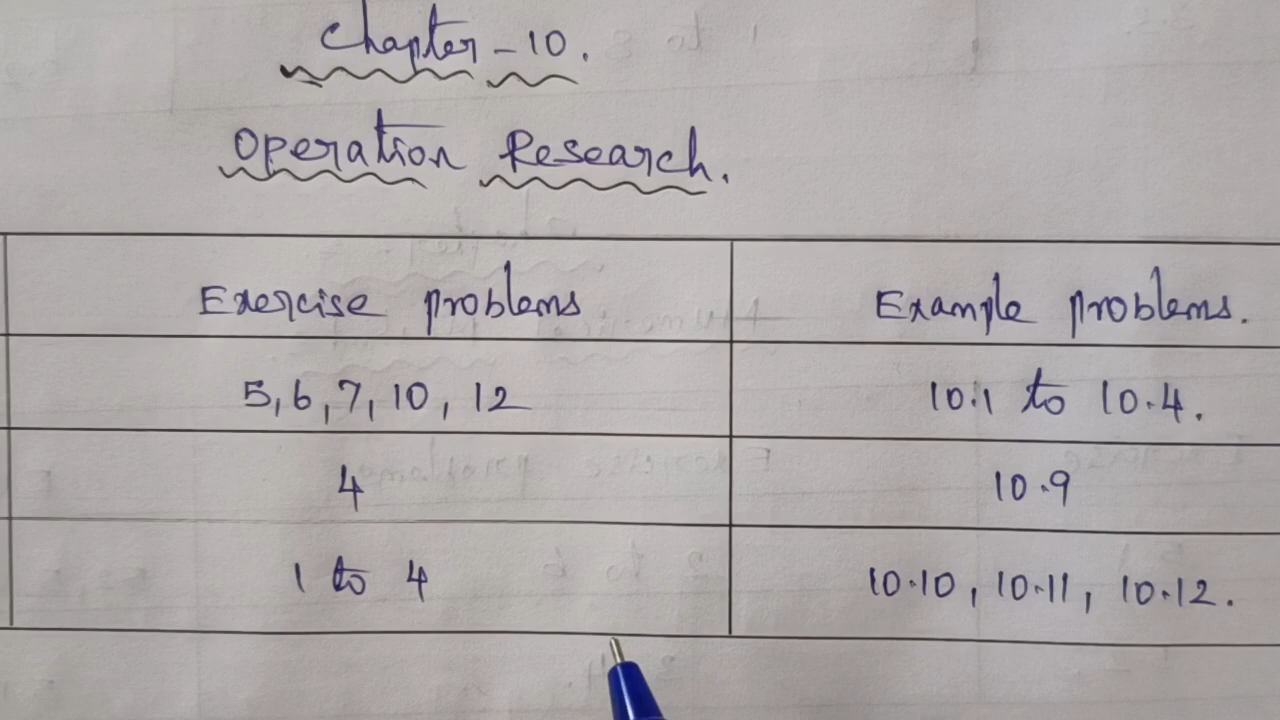 Chapter - 10.
Operation Research.
Exercise problems Example problems.
5, 6, 7, 10, 12 10.1 to 10.4.
4 10.9
1 to 4 10.10, 10.11, 10.12.